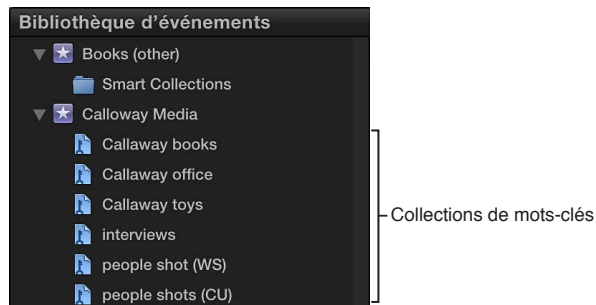 Bibliothèque d'événements
Books (other)
Smart Collections
Calloway Media
Callaway books
Callaway office
Callaway toys
interviews
people shot (WS)
people shots (CU)
Collections de mots-clés